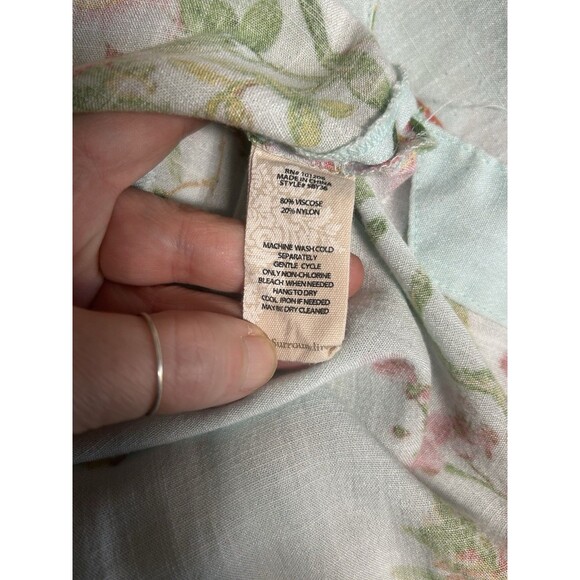 MADE IN CHINA
80% VISCOSE
20% NYLON
MACHINE WASH COLD
SEPARATELY
GENTLE CYCLE
ONLY NON-CHLORINE
BLEACH WHEN NEEDED
HANG TO DRY
COOL IRON IF NEEDED
MAY BE DRY CLEANED